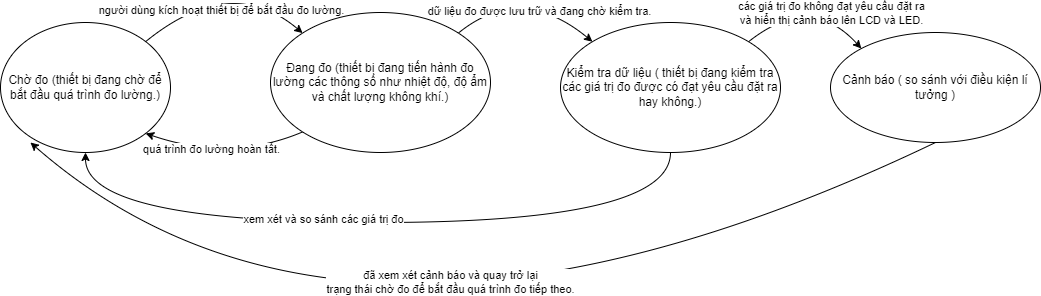 người dùng kích hoạt thiết bị để bắt đầu đo lường.
dữ liệu đo được lưu trữ và đang chờ kiểm tra.
các giá trị đo không đạt yêu cầu đặt ra
và hiển thị cảnh báo lên LCD và LED.
Chờ đo (thiết bị đang chờ để
bắt đầu quá trình đo lường.)
Đang đo (thiết bị đang tiến hành đo
lường các thông số như nhiệt độ, độ ẩm
và chất lượng không khí.)
Kiểm tra dữ liệu ( thiết bị đang kiểm tra
các giá trị đo được có đạt yêu cầu đặt ra
hay không.)
Cảnh báo ( so sánh với điều kiện lí
tưởng )
quá trình đo lường hoàn tất.
xem xét và so sánh các giá trị đo
đã xem xét cảnh báo và quay trở lại
trạng thái chờ đo để bắt đầu quá trình đo tiếp theo.